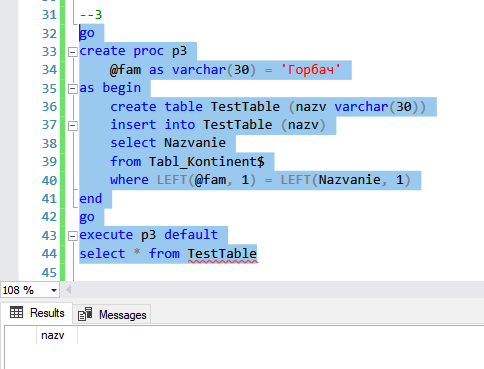 31 --3
32 go
33 create proc p3
34 @fam as varchar(30) = 'Горбач'
35 as begin
36 create table TestTable (nazv varchar(30))
37 insert into TestTable (nazv)
38 select Nazvanie
39 from Tabl_Kontinent$
40 where LEFT(@fam, 1) = LEFT(Nazvanie, 1)
41 end
42 go
43 execute p3 default
44 select * from TestTable
45
108 %
Results Messages
nazv